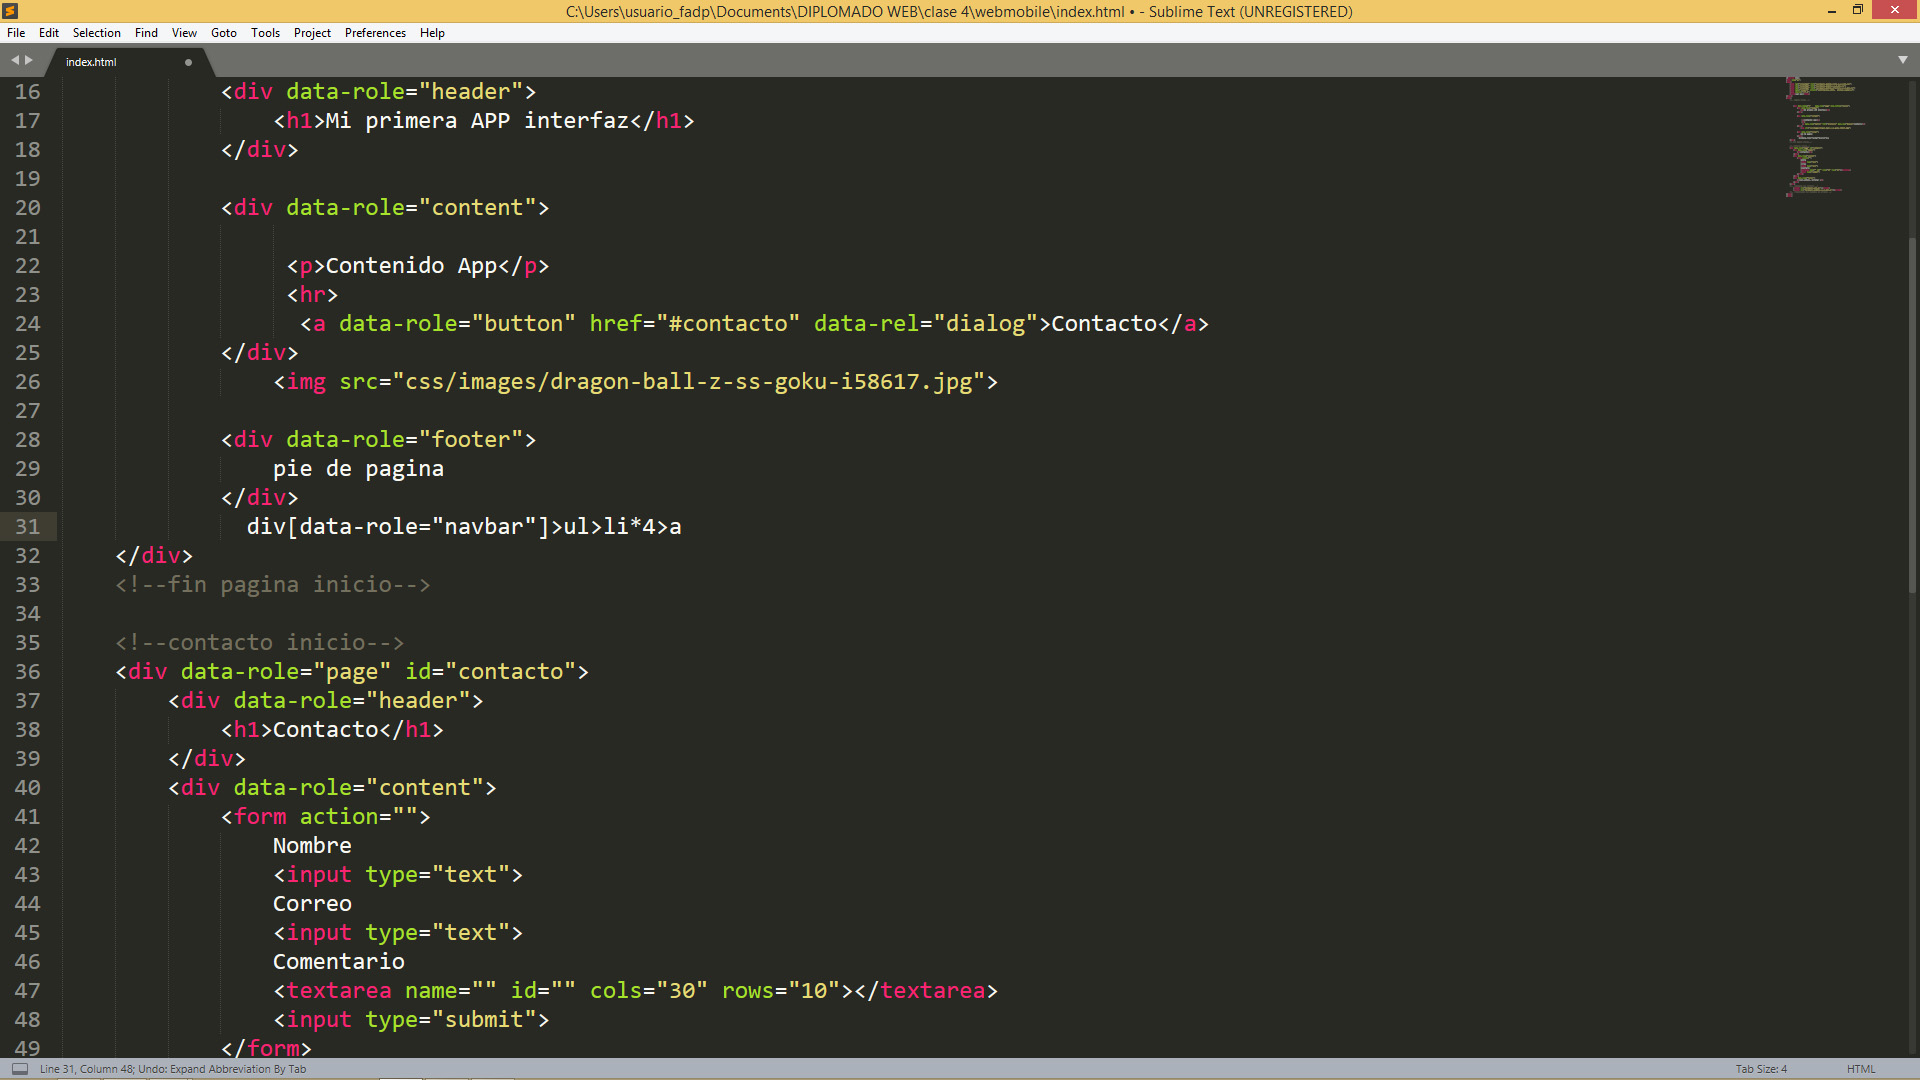 C:\Users\usuario_fadp\Documents\DIPLOMADO WEB\clase 4\webmobile\index.html • - Sublime Text (UNREGISTERED)
File Edit Selection Find View Goto Tools Project Preferences Help
index.html
16 <div data-role="header">
17 <h1>Mi primera APP interfaz</h1>
18 </div>
19
20 <div data-role="content">
21
22 <p>Contenido App</p>
23 <hr>
24 <a data-role="button" href="#contacto" data-rel="dialog">Contacto</a>
25 </div>
26 <img src="css/images/dragon-ball-z-ss-goku-i58617.jpg">
27
28 <div data-role="footer">
29 pie de pagina
30 </div>
31 div[data-role="navbar"]>ul>li*4>a
32 </div>
33 <!--fin pagina inicio-->
34
35 <!--contacto inicio-->
36 <div data-role="page" id="contacto">
37 <div data-role="header">
38 <h1>Contacto</h1>
39 </div>
40 <div data-role="content">
41 <form action="">
42 Nombre
43 <input type="text">
44 Correo
45 <input type="text">
46 Comentario
47 <textarea name="" id="" cols="30" rows="10"></textarea>
48 <input type="submit">
49 </form>
Line 31, Column 48; Undo: Expand Abbreviation By Tab
Tab Size: 4
HTML